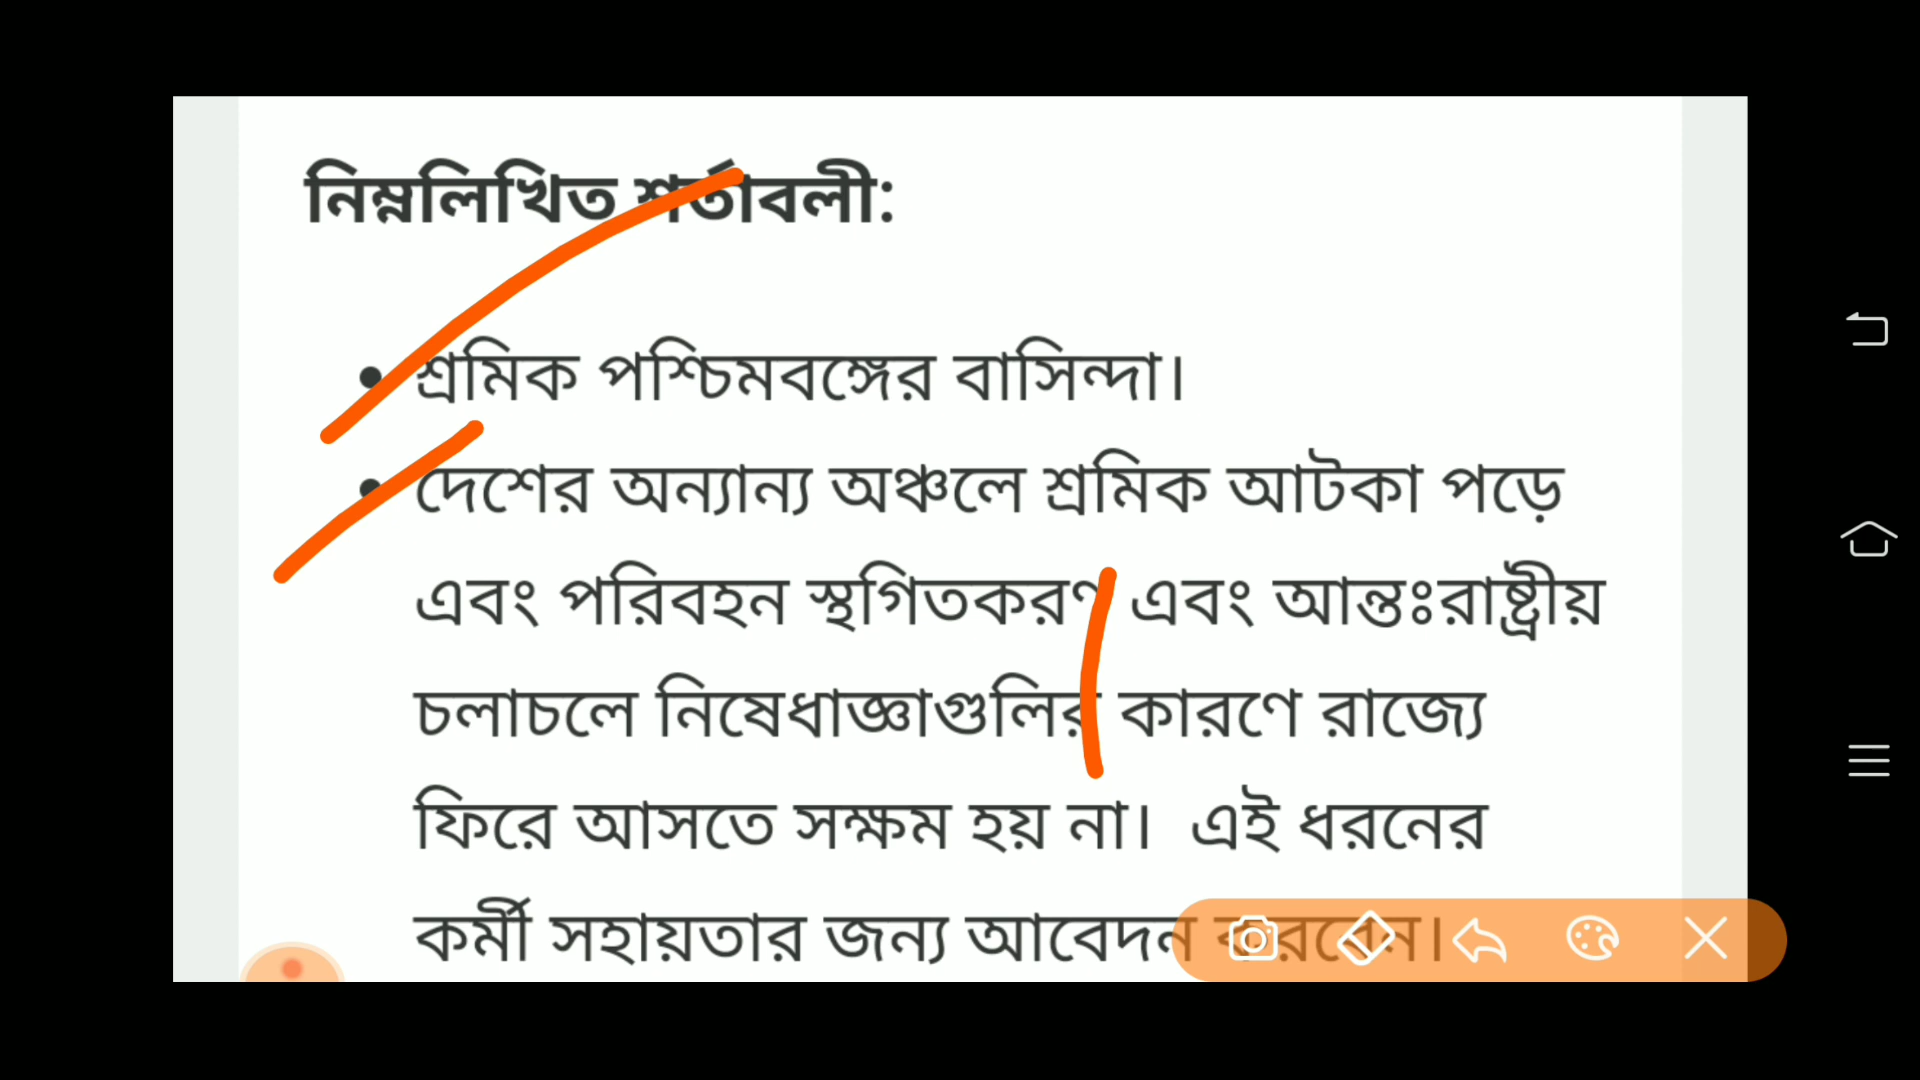 নিম্নলিখিত শর্তাবলী:
শ্রমিক পশ্চিমবঙ্গের বাসিন্দা।
দেশের অন্যান্য অঞ্চলে শ্রমিক আটকা পড়ে
এবং পরিবহন স্থগিতকরণ এবং আন্তঃরাষ্ট্রীয়
চলাচলে নিষেধাজ্ঞাগুলির কারণে রাজ্যে
ফিরে আসতে সক্ষম হয় না। এই ধরনের
কর্মী সহায়তার জন্য আবেদন করবেন।